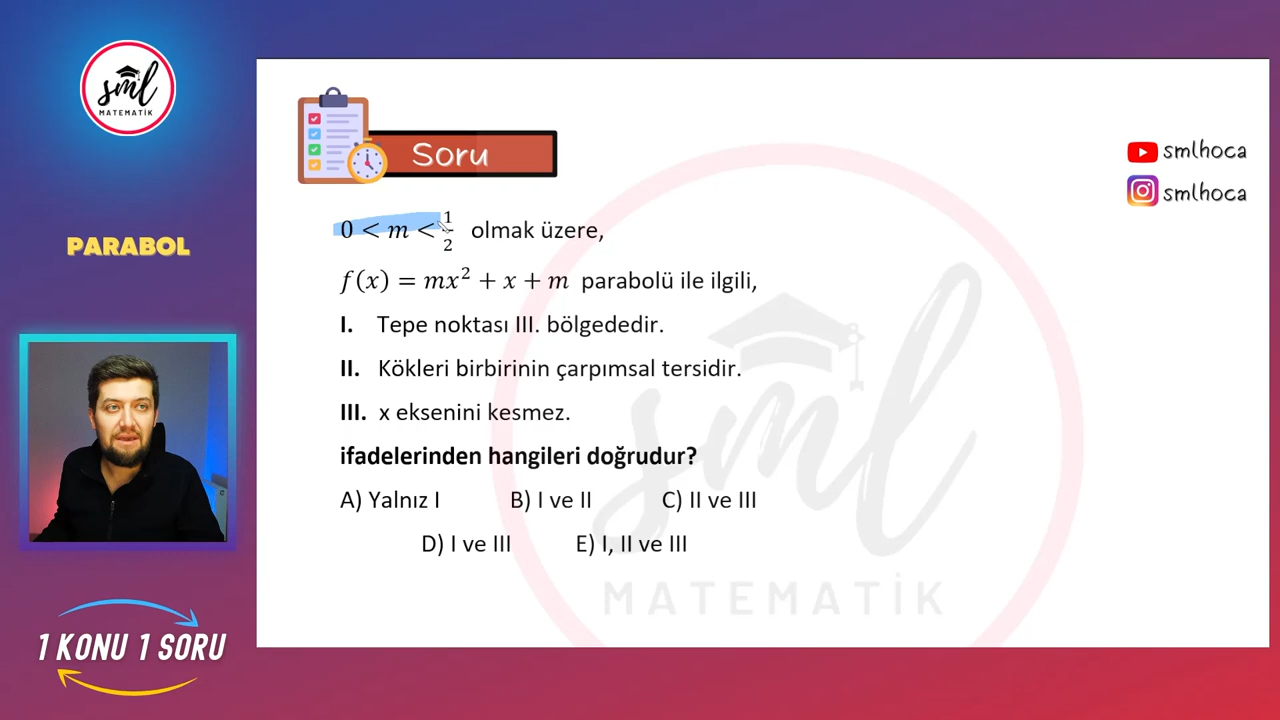 sml
MATEMATİK
Soru
smlhoca
smlhoca
PARABOL
0 < m < 1/2 olmak üzere,
f(x) = mx² + x + m parabolü ile ilgili,
I. Tepe noktası III. bölgededir.
II. Kökleri birbirinin çarpımsal tersidir.
III. x eksenini kesmez.
ifadelerinden hangileri doğrudur?
A) Yalnız I B) I ve II C) II ve III
D) I ve III E) I, II ve III
sml
MATEMATİK
1 KONU 1 SORU